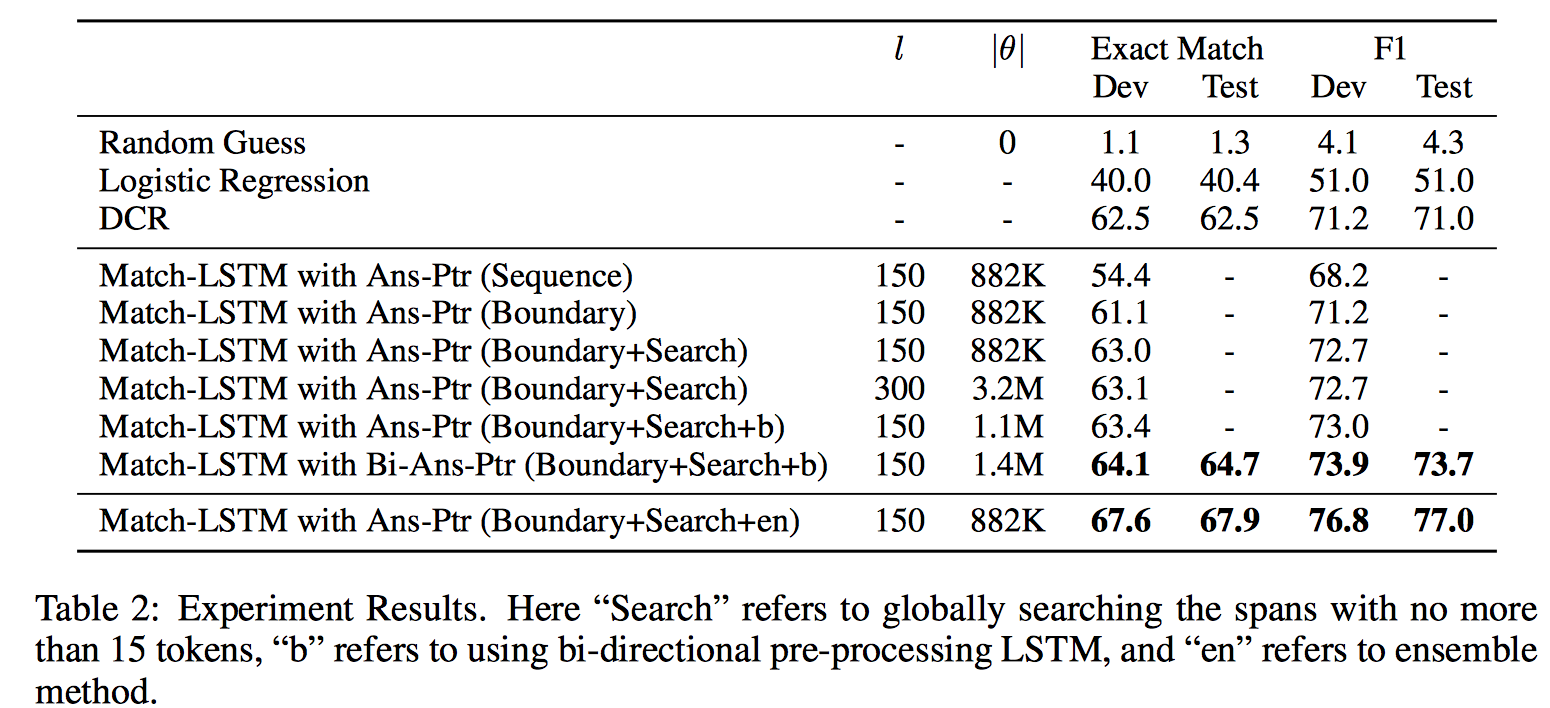 l |θ| Exact Match F1
Dev Test Dev Test
Random Guess - 0 1.1 1.3 4.1 4.3
Logistic Regression - - 40.0 40.4 51.0 51.0
DCR - - 62.5 62.5 71.2 71.0
Match-LSTM with Ans-Ptr (Sequence) 150 882K 54.4 - 68.2 -
Match-LSTM with Ans-Ptr (Boundary) 150 882K 61.1 - 71.2 -
Match-LSTM with Ans-Ptr (Boundary+Search) 150 882K 63.0 - 72.7 -
Match-LSTM with Ans-Ptr (Boundary+Search) 300 3.2M 63.1 - 72.7 -
Match-LSTM with Ans-Ptr (Boundary+Search+b) 150 1.1M 63.4 - 73.0 -
Match-LSTM with Bi-Ans-Ptr (Boundary+Search+b) 150 1.4M 64.1 64.7 73.9 73.7
Match-LSTM with Ans-Ptr (Boundary+Search+en) 150 882K 67.6 67.9 76.8 77.0
Table 2: Experiment Results. Here “Search” refers to globally searching the spans with no more
than 15 tokens, “b” refers to using bi-directional pre-processing LSTM, and “en” refers to ensemble
method.